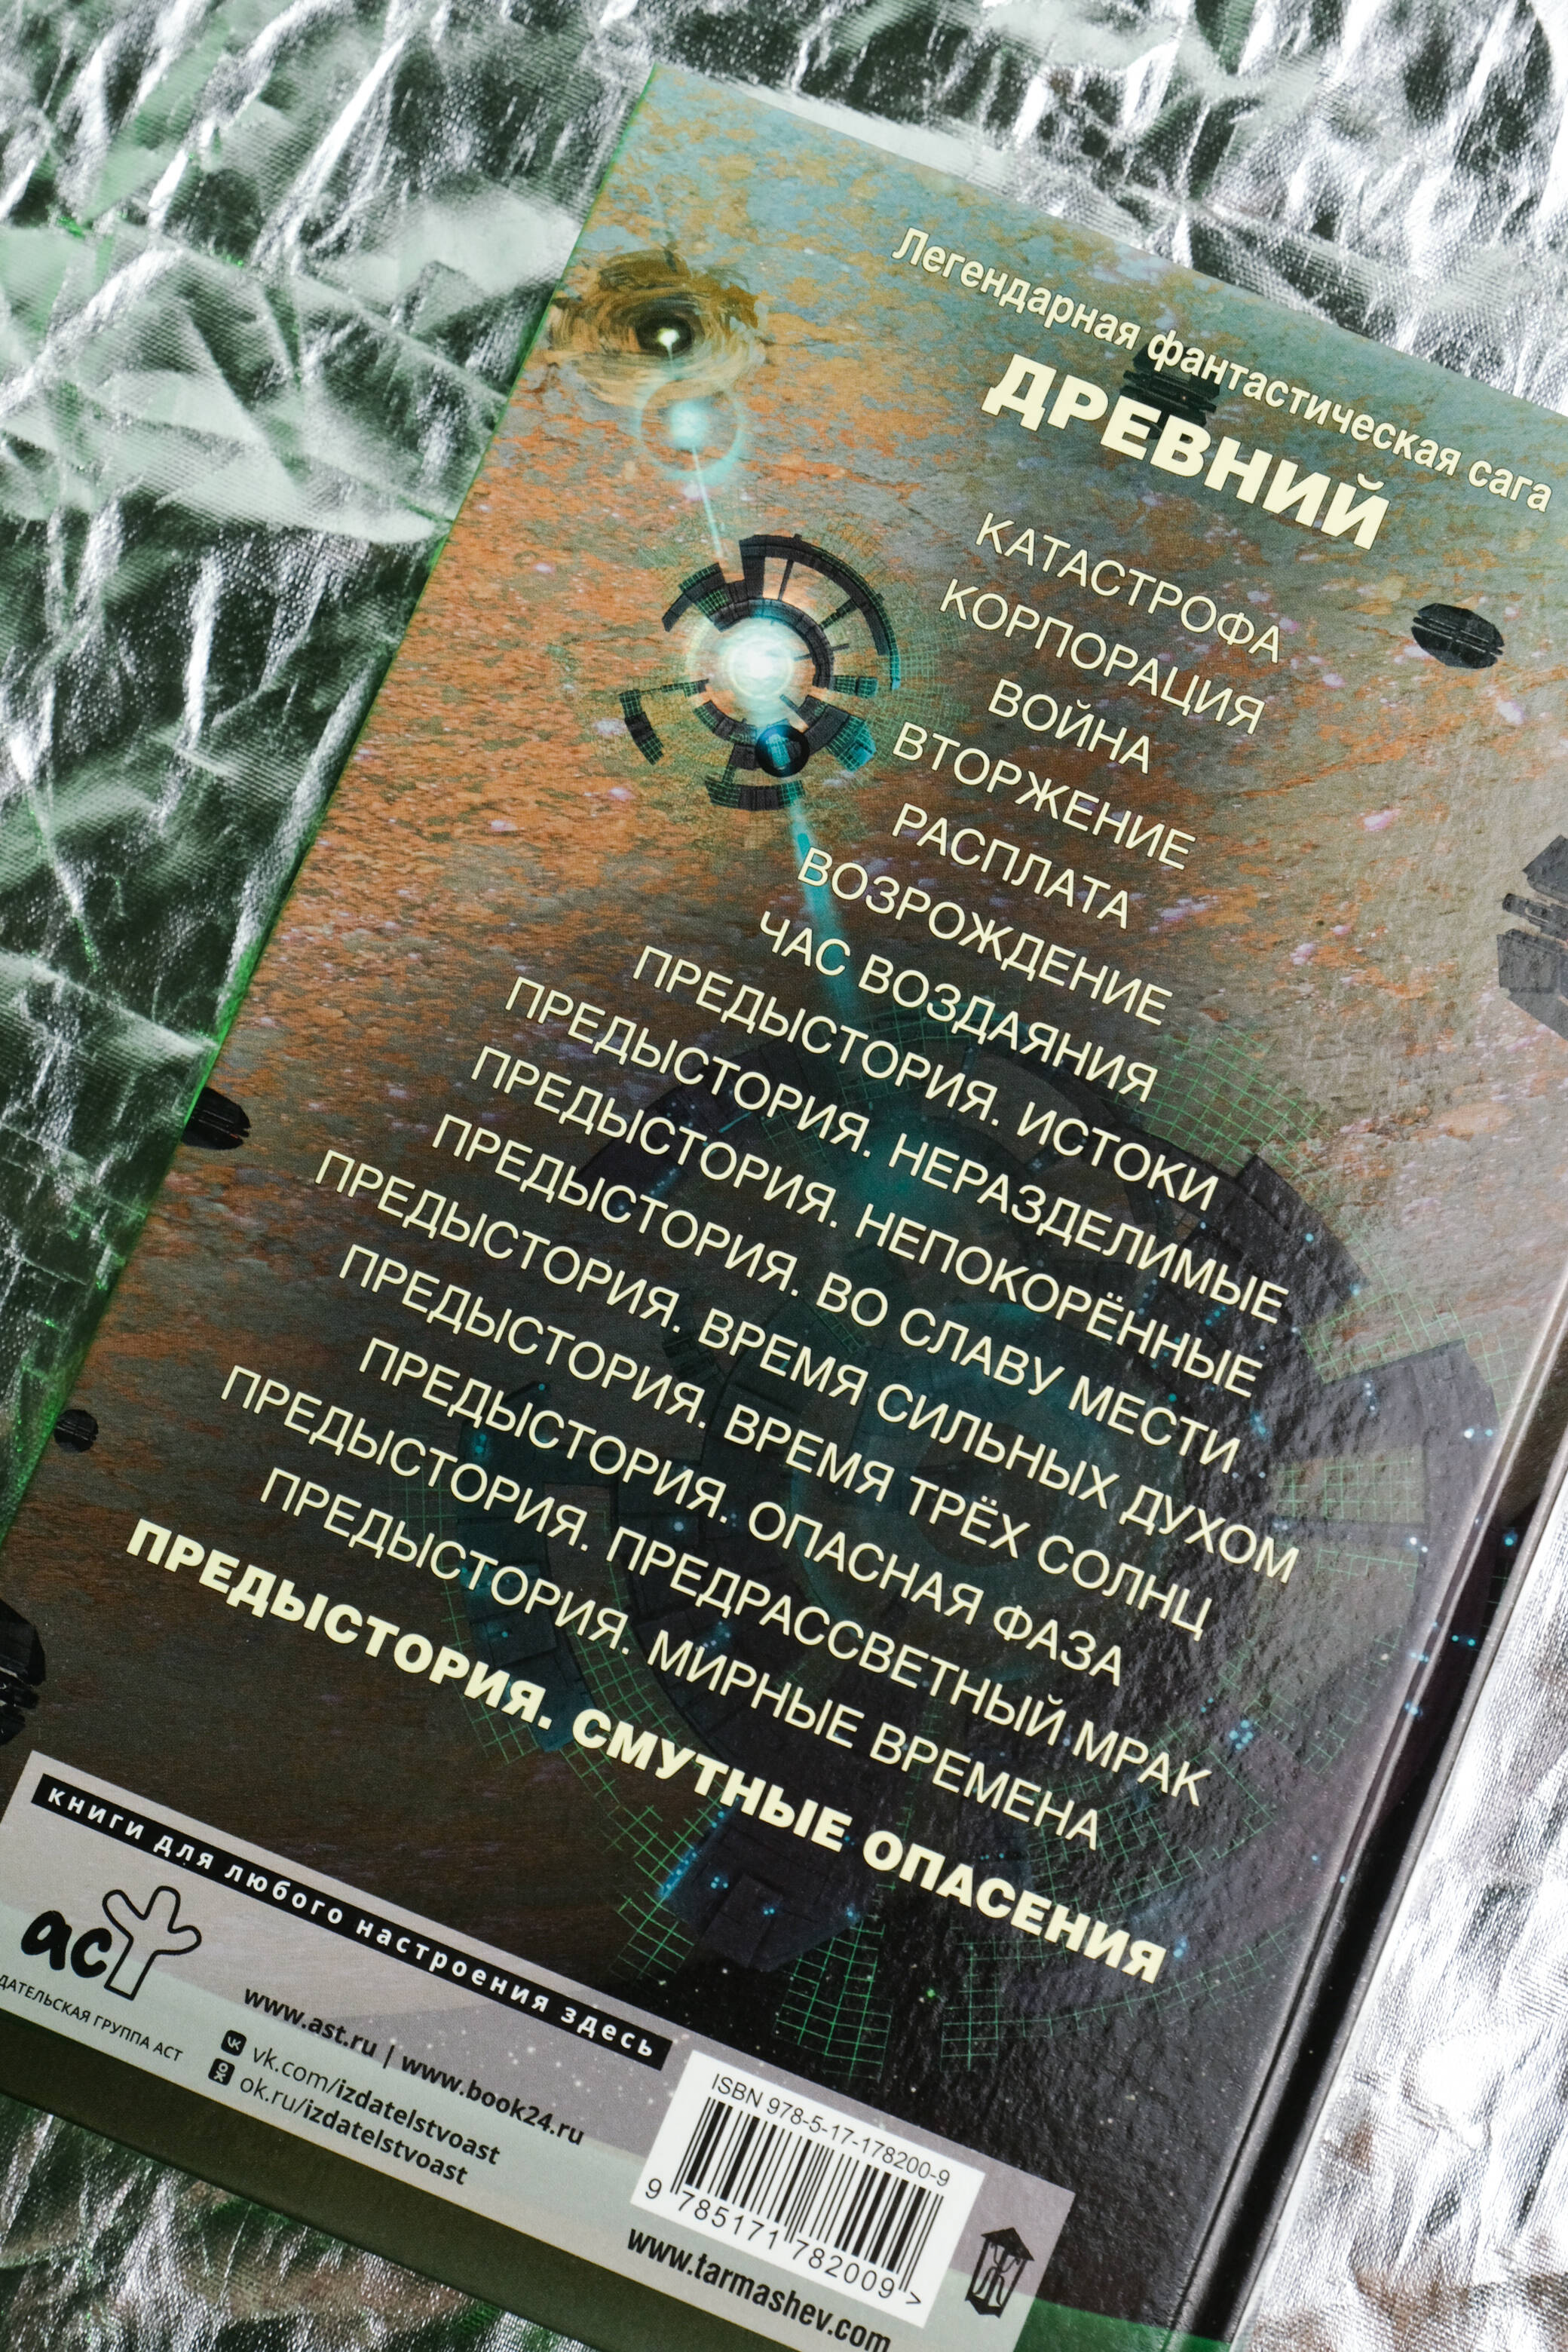 Легендарная фантастическая сага
ДРЕВНИЙ
КАТАСТРОФА
КОРПОРАЦИЯ
ВОЙНА
ВТОРЖЕНИЕ
РАСПЛАТА
ВОЗРОЖДЕНИЕ
ЧАС ВОЗДАЯНИЯ
ПРЕДЫСТОРИЯ. ИСТОКИ
ПРЕДЫСТОРИЯ. НЕРАЗДЕЛИМЫЕ
ПРЕДЫСТОРИЯ. НЕПОКОРЁННЫЕ
ПРЕДЫСТОРИЯ. ВО СЛАВУ МЕСТИ
ПРЕДЫСТОРИЯ. ВРЕМЯ СИЛЬНЫХ ДУХОМ
ПРЕДЫСТОРИЯ. ВРЕМЯ ТРЁХ СОЛНЦ
ПРЕДЫСТОРИЯ. ОПАСНАЯ ФАЗА
ПРЕДЫСТОРИЯ. ПРЕДРАССВЕТНЫЙ МРАК
ПРЕДЫСТОРИЯ. МИРНЫЕ ВРЕМЕНА
ПРЕДЫСТОРИЯ. СМУТНЫЕ ОПАСЕНИЯ
книги для любого настроения здесь
аст
ДАТЕЛЬСКАЯ ГРУППА АСТ
www.ast.ru | www.book24.ru
vk.com/izdatelstvoast
ok.ru/izdatelstvoast
ISBN 978-5-17-178200-9
9 785171 782009 >
www.tarmashev.com